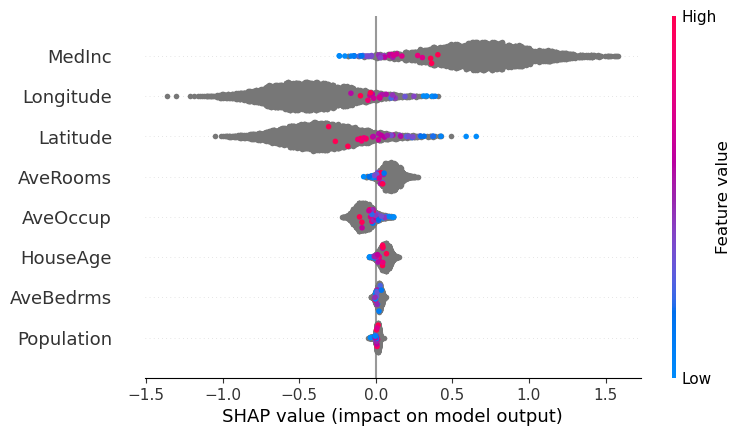 High
MedInc
Longitude
Latitude
AveRooms
AveOccup
HouseAge
AveBedrms
Population
Feature value
Low
−1.5 −1.0 −0.5 0.0 0.5 1.0 1.5
SHAP value (impact on model output)